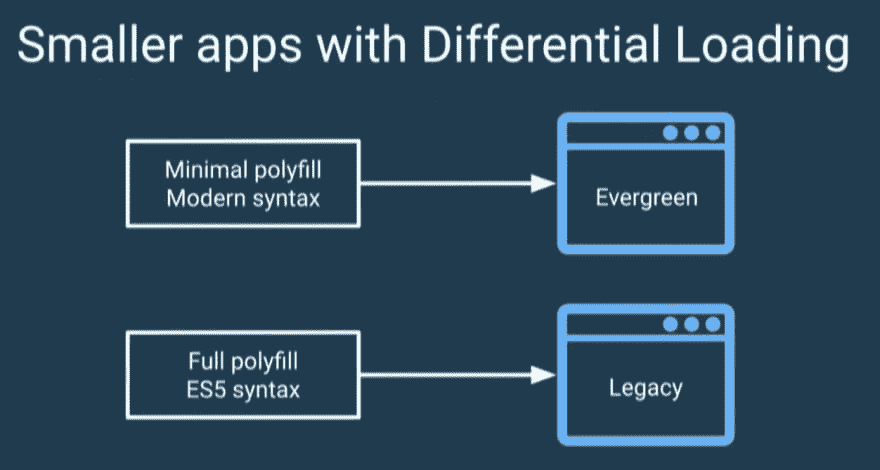 Smaller apps with Differential Loading
Minimal polyfill
Modern syntax
Evergreen
Full polyfill
ES5 syntax
Legacy